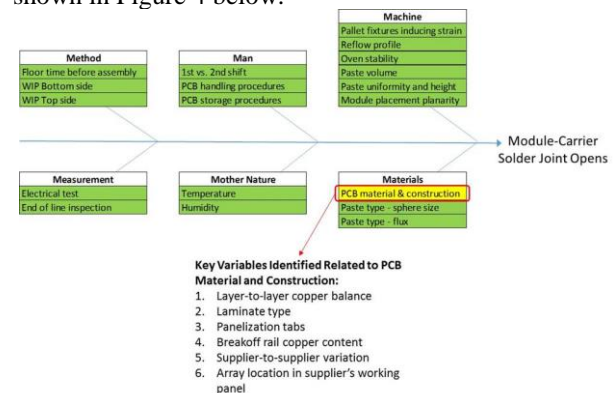 shown in Figure 4 below.
Machine
Pallet fixtures inducing strain
Reflow profile
Oven stability
Paste volume
Paste uniformity and height
Module placement planarity
Method
Floor time before assembly
WIP Bottom side
WIP Top side
Man
1st vs. 2nd shift
PCB handling procedures
PCB storage procedures
Module-Carrier
Solder Joint Opens
Measurement
Electrical test
End of line inspection
Mother Nature
Temperature
Humidity
Materials
PCB material & construction
Paste type - sphere size
Paste type - flux
Key Variables Identified Related to PCB
Material and Construction:
1. Layer-to-layer copper balance
2. Laminate type
3. Panelization tabs
4. Breakoff rail copper content
5. Supplier-to-supplier variation
6. Array location in supplier's working
panel